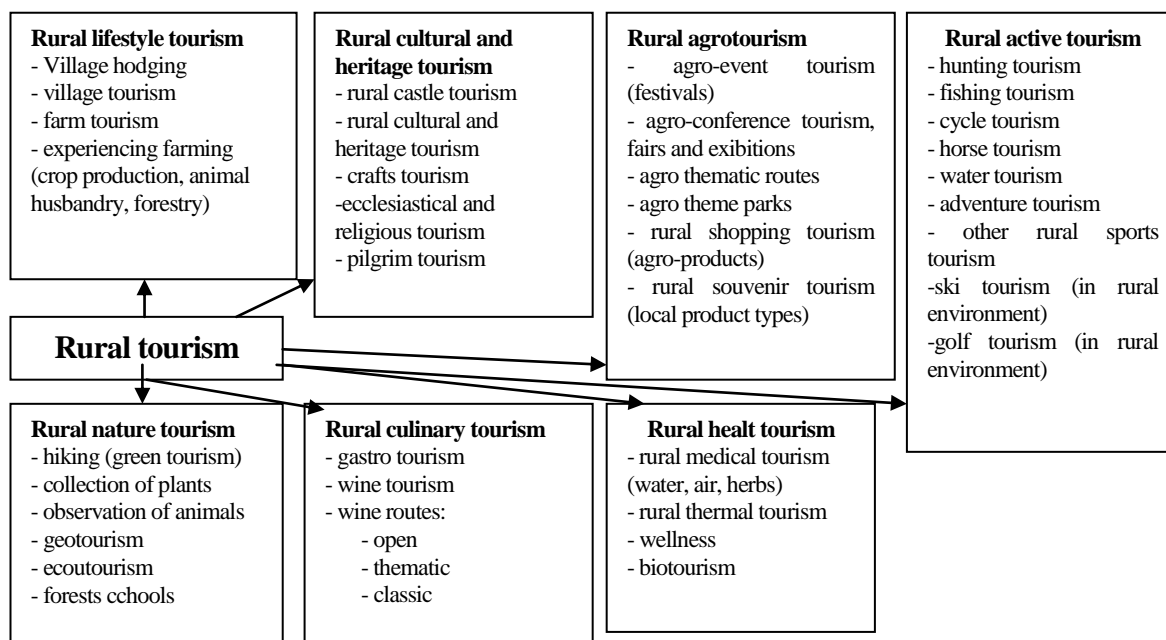 Rural lifestyle tourism
- Village hodging
- village tourism
- farm tourism
- experiencing farming
(crop production, animal
husbandry, forestry)
Rural cultural and
heritage tourism
- rural castle tourism
- rural cultural and
heritage tourism
- crafts tourism
-ecclesiastical and
religious tourism
- pilgrim tourism
Rural agrotourism
- agro-event tourism
(festivals)
- agro-conference tourism,
fairs and exibitions
- agro thematic routes
- agro theme parks
- rural shopping tourism
(agro-products)
- rural souvenir tourism
(local product types)
Rural active tourism
- hunting tourism
- fishing tourism
- cycle tourism
- horse tourism
- water tourism
- adventure tourism
- other rural sports
tourism
-ski tourism (in rural
environment)
-golf tourism (in rural
environment)
Rural tourism
Rural nature tourism
- hiking (green tourism)
- collection of plants
- observation of animals
- geotourism
- ecoutourism
- forests cchools
Rural culinary tourism
- gastro tourism
- wine tourism
- wine routes:
- open
- thematic
- classic
Rural healt tourism
- rural medical tourism
(water, air, herbs)
- rural thermal tourism
- wellness
- biotourism